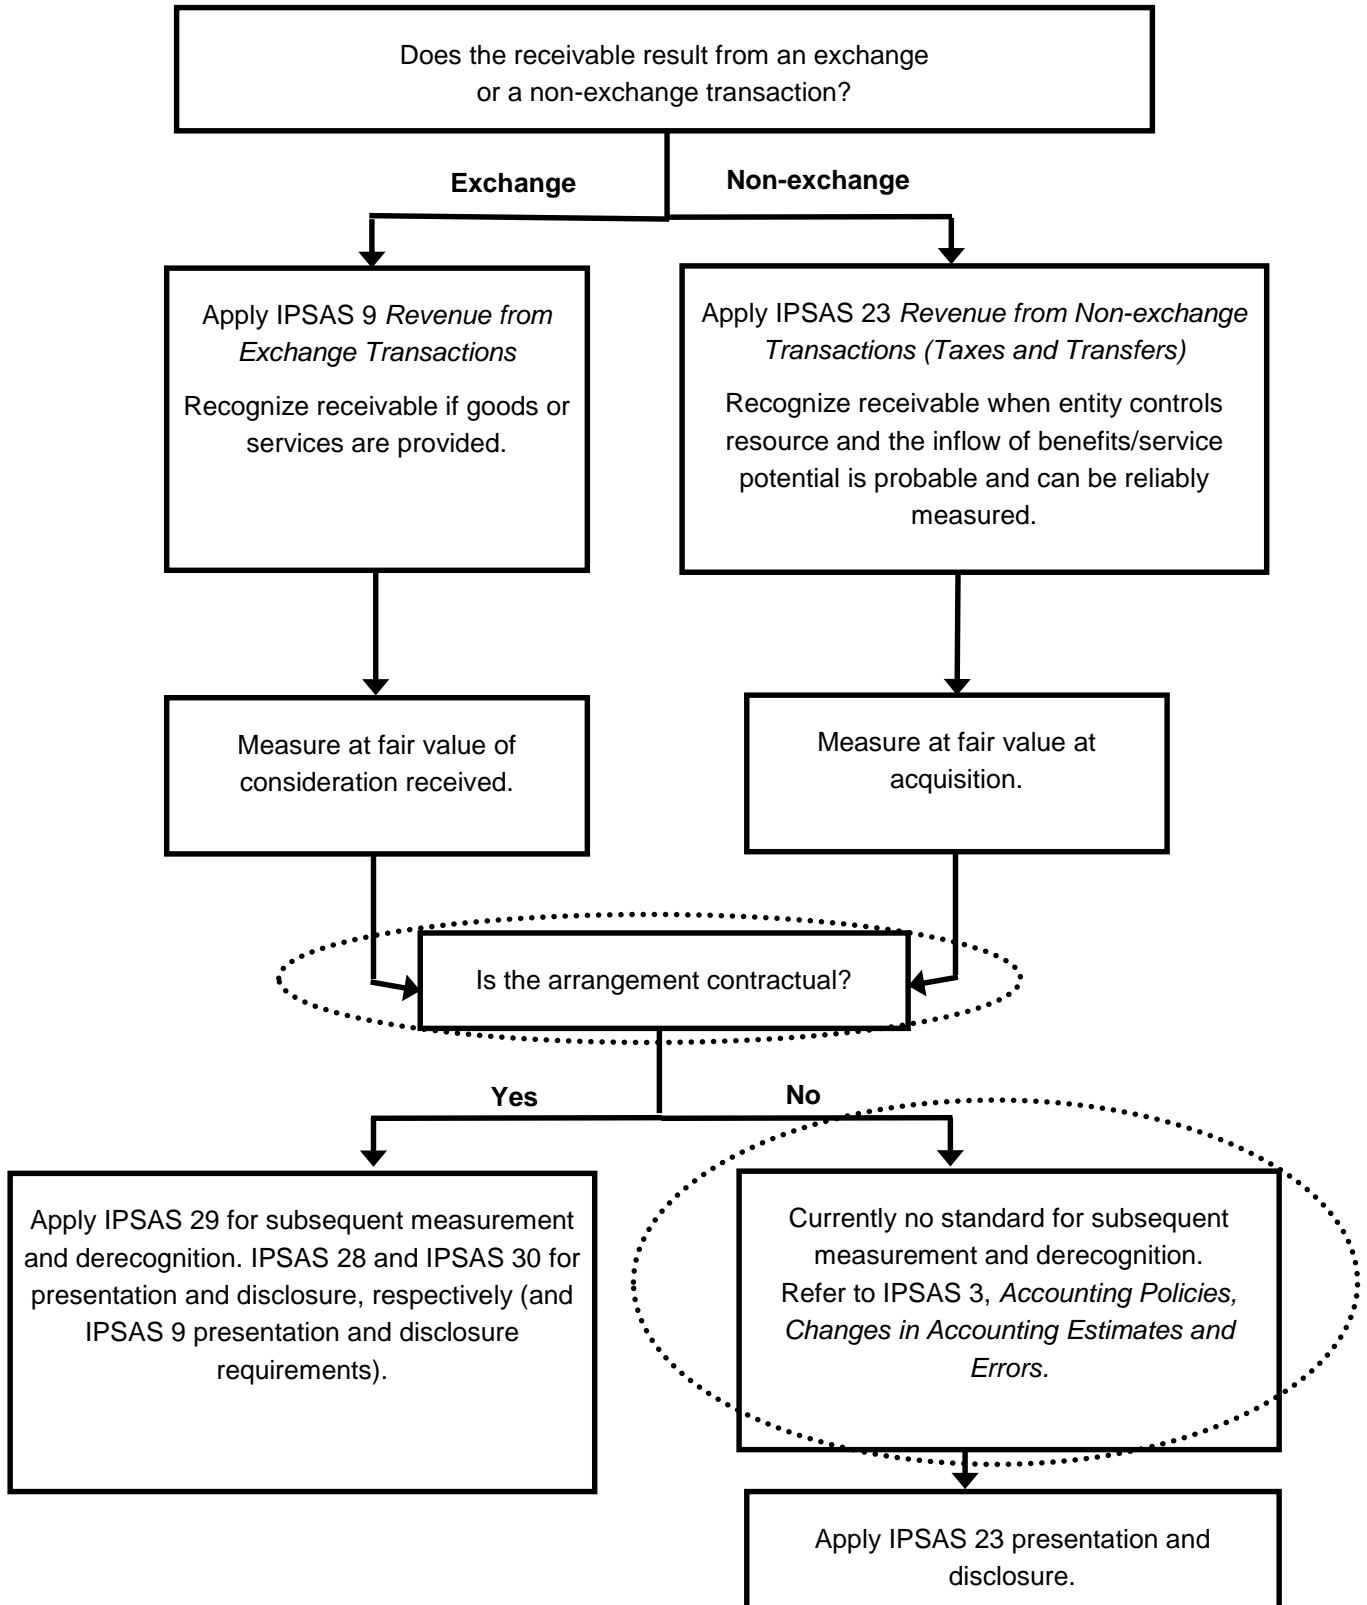 Does the receivable result from an exchange
or a non-exchange transaction?
Exchange
Non-exchange
Apply IPSAS 9 Revenue from
Exchange Transactions
Recognize receivable if goods or
services are provided.
Apply IPSAS 23 Revenue from Non-exchange
Transactions (Taxes and Transfers)
Recognize receivable when entity controls
resource and the inflow of benefits/service
potential is probable and can be reliably
measured.
Measure at fair value of
consideration received.
Measure at fair value at
acquisition.
Is the arrangement contractual?
Yes
No
Apply IPSAS 29 for subsequent measurement
and derecognition. IPSAS 28 and IPSAS 30 for
presentation and disclosure, respectively (and
IPSAS 9 presentation and disclosure
requirements).
Currently no standard for subsequent
measurement and derecognition.
Refer to IPSAS 3, Accounting Policies,
Changes in Accounting Estimates and
Errors.
Apply IPSAS 23 presentation and
disclosure.